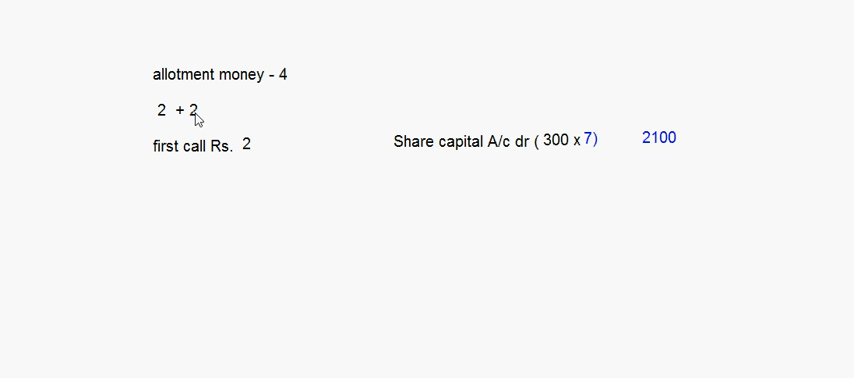 allotment money - 4
2 + 2
first call Rs. 2
Share capital A/c dr ( 300 x 7) 2100